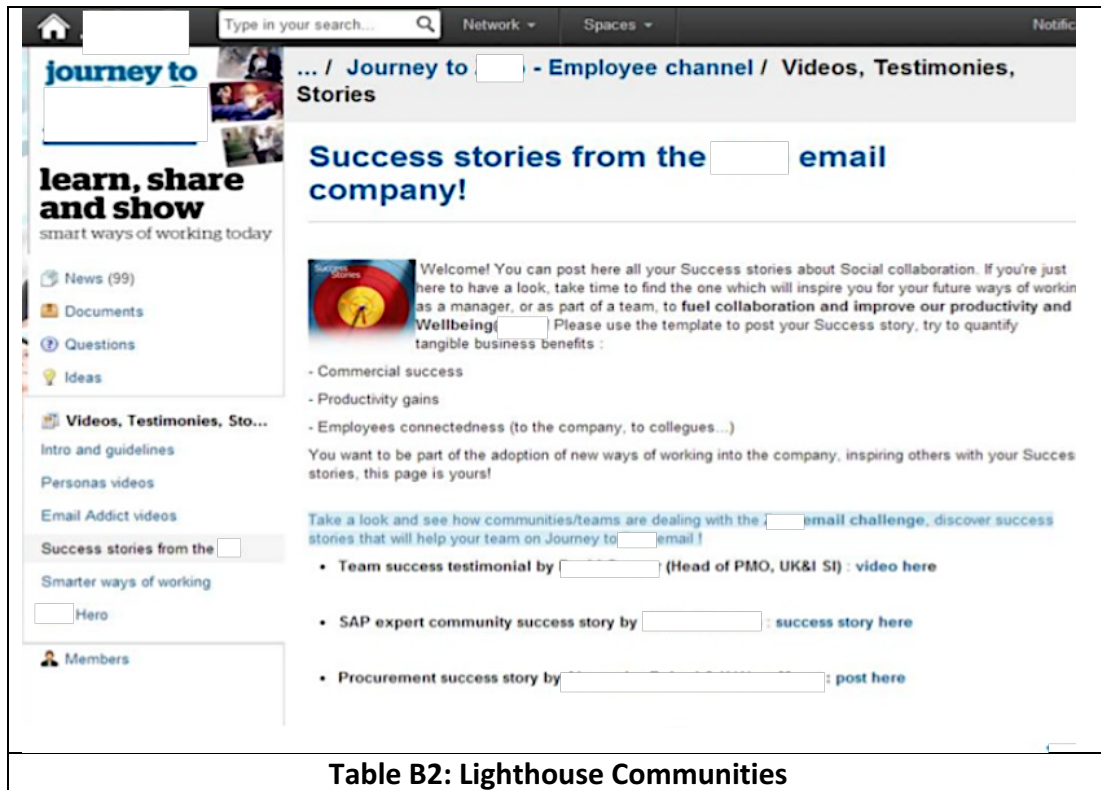 Type in your search...
Network
Spaces
Notific
journey to
learn, share
and show
smart ways of working today
News (99)
Documents
Questions
Ideas
Videos, Testimonies, Sto...
Intro and guidelines
Personas videos
Email Addict videos
Success stories from the
Smarter ways of working
Hero
Members
... / Journey to - Employee channel / Videos, Testimonies,
Stories
Success stories from the email
company!
Success
Stories
Welcome! You can post here all your Success stories about Social collaboration. If you're just
here to have a look, take time to find the one which will inspire you for your future ways of workin
as a manager, or as part of a team, to fuel collaboration and improve our productivity and
Wellbeing( ) Please use the template to post your Success story, try to quantify
tangible business benefits :
- Commercial success
- Productivity gains
- Employees connectedness (to the company, to collegues...)
You want to be part of the adoption of new ways of working into the company, inspiring others with your Succes
stories, this page is yours!
Take a look and see how communities/teams are dealing with the email challenge, discover success
stories that will help your team on Journey to email !
• Team success testimonial by (Head of PMO, UK&I SI) : video here
• SAP expert community success story by : success story here
• Procurement success story by : post here
Table B2: Lighthouse Communities